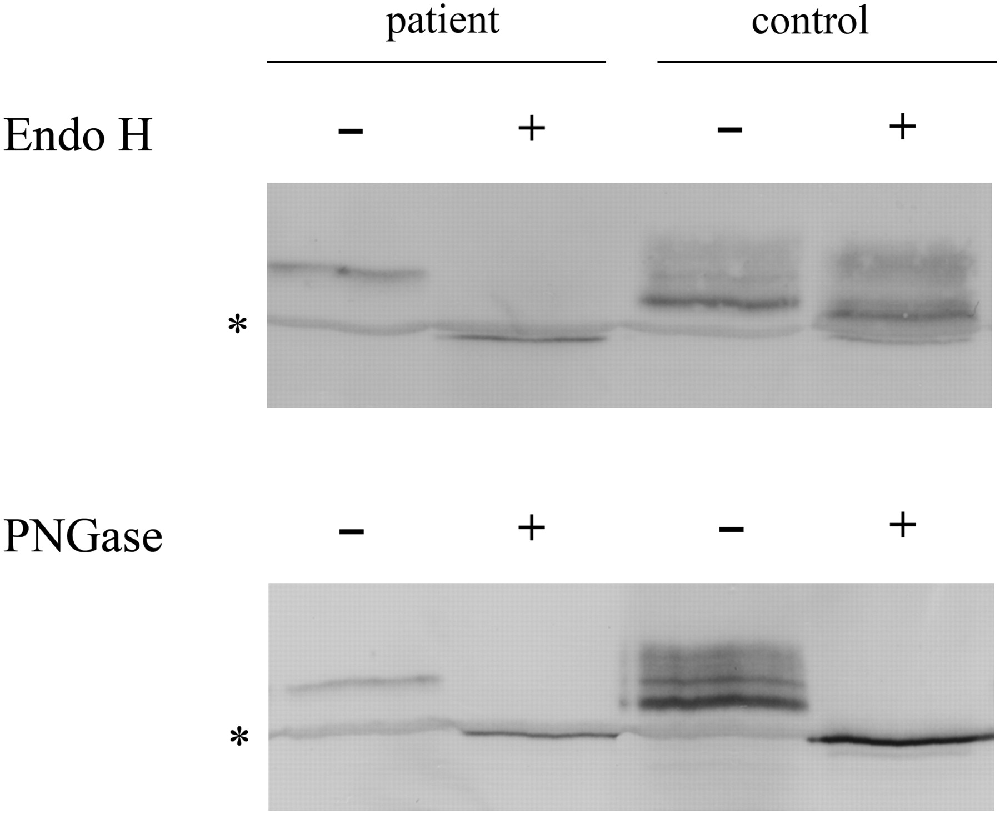 patient control
Endo H – + – +
*
PNGase – + – +
*